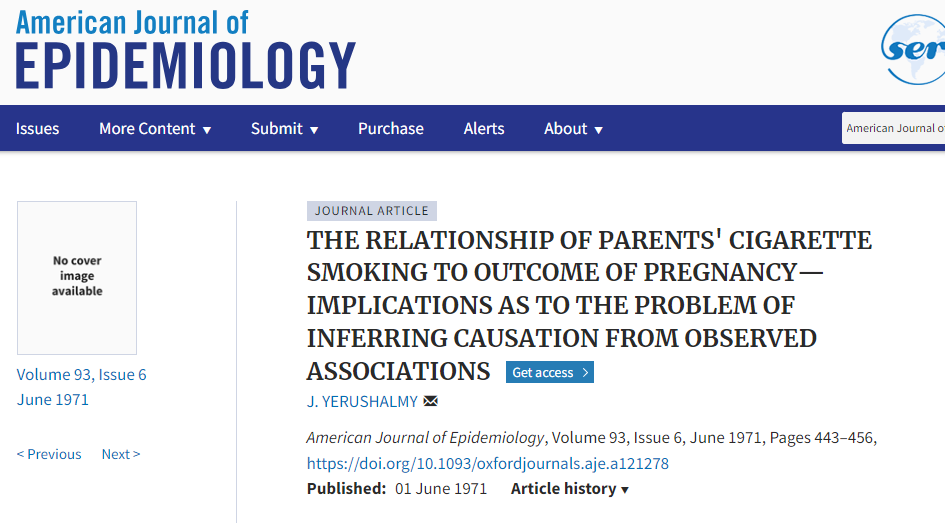 American Journal of
EPIDEMIOLOGY
ser
Issues More Content ▼ Submit ▼ Purchase Alerts About ▼
American Journal o
No cover
image
available
Volume 93, Issue 6
June 1971
< Previous Next >
JOURNAL ARTICLE
THE RELATIONSHIP OF PARENTS' CIGARETTE
SMOKING TO OUTCOME OF PREGNANCY—
IMPLICATIONS AS TO THE PROBLEM OF
INFERRING CAUSATION FROM OBSERVED
ASSOCIATIONS Get access >
J. YERUSHALMY
American Journal of Epidemiology, Volume 93, Issue 6, June 1971, Pages 443–456,
https://doi.org/10.1093/oxfordjournals.aje.a121278
Published: 01 June 1971 Article history ▼